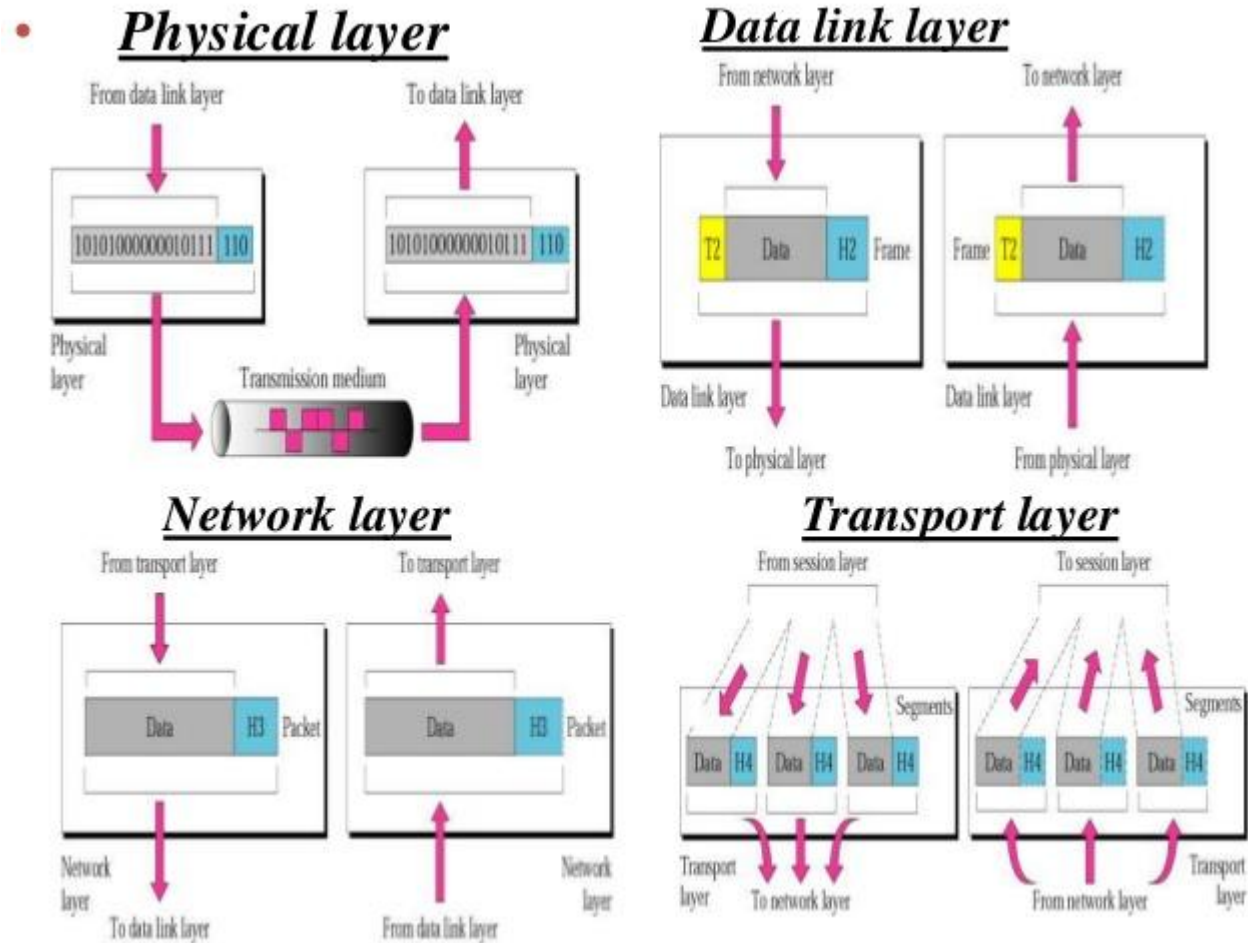 Physical layer
From data link layer
To data link layer
10101000000010111 110
10101000000010111 110
Physical
layer
Physical
layer
Transmission medium
Data link layer
From network layer
To network layer
T2 Data H2 Frame
Frame T2 Data H2
Data link layer
Data link layer
To physical layer
From physical layer
Network layer
From transport layer
To transport layer
Data H3 Packet
Data H3 Packet
Network
layer
Network
layer
To data link layer
From data link layer
Transport layer
From session layer
To session layer
Segments
Segments
Data H4 Data H4 Data H4
Data H4 Data H4 Data H4
Transport
layer
To network layer
From network layer
Transport
layer